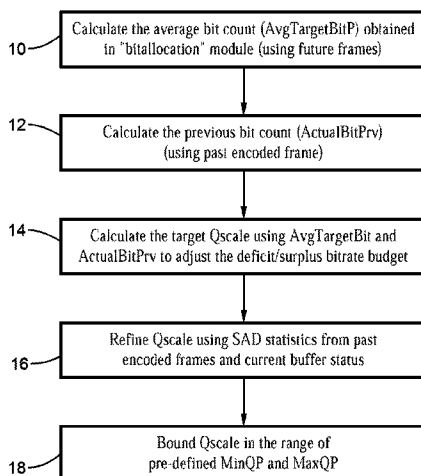 10
Calculate the average bit count (AvgTargetBitP) obtained
in "bitallocation" module (using future frames)
12
Calculate the previous bit count (ActualBitPrv)
(using past encoded frame)
14
Calculate the target Qscale using AvgTargetBit and
ActualBitPrv to adjust the deficit/surplus bitrate budget
16
Refine Qscale using SAD statistics from past
encoded frames and current buffer status
18
Bound Qscale in the range of
pre-defined MinQP and MaxQP